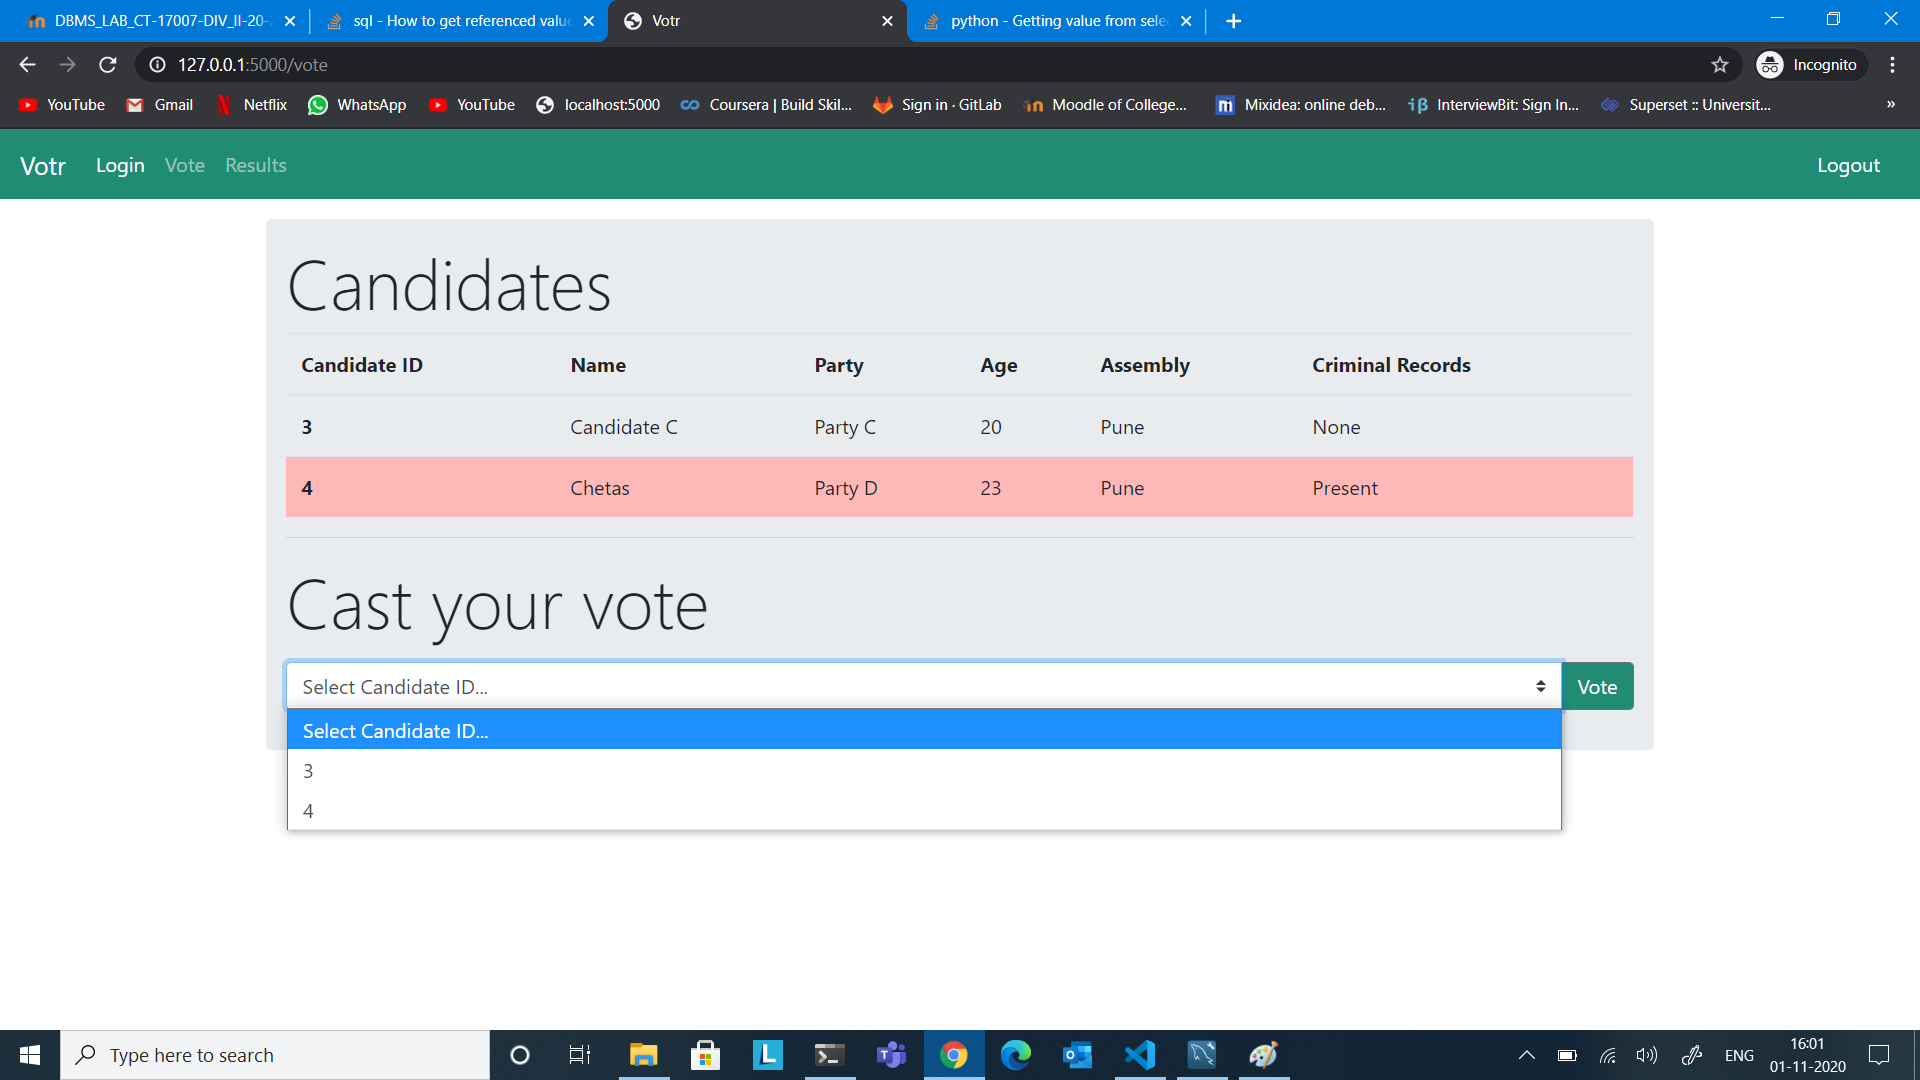 DBMS_LAB_CT-17007-DIV_II-20-
sql - How to get referenced value
Votr
python - Getting value from selec
127.0.0.1:5000/vote
Incognito
YouTube
Gmail
Netflix
WhatsApp
YouTube
localhost:5000
Coursera | Build Skil...
Sign in · GitLab
Moodle of College...
Mixidea: online deb...
InterviewBit: Sign In...
Superset :: Universit...
»
Votr Login Vote Results Logout
Candidates
Candidate ID Name Party Age Assembly Criminal Records
3 Candidate C Party C 20 Pune None
4 Chetas Party D 23 Pune Present
Cast your vote
Select Candidate ID...
Vote
Select Candidate ID...
3
4
Type here to search
ENG
16:01
01-11-2020